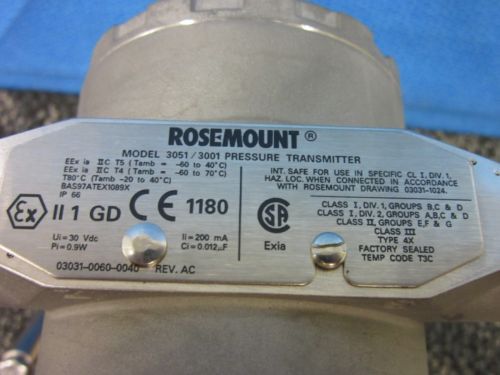 ROSEMOUNT®
MODEL 3051 / 3001 PRESSURE TRANSMITTER
EEx ia IIC T5 (Tamb = -60 to 40°C)
EEx ia IIC T4 (Tamb = -60 to 70°C)
T80°C (Tamb -20 to 40°C)
BAS97ATEX1089X
IP 66
INT. SAFE FOR USE IN SPECIFIC CL I, DIV. 1,
HAZ. LOC. WHEN CONNECTED IN ACCORDANCE
WITH ROSEMOUNT DRAWING 03031-1024.
Ex II 1 GD CE 1180
Ui = 30 Vdc Ii = 200 mA
Pi = 0.9W Ci = 0.012µF
03031-0060-0040 REV. AC
SA
Exia
CLASS I, DIV 1, GROUPS B,C & D
CLASS I, DIV. 2, GROUPS A,B,C & D
CLASS II, GROUPS E,F & G
CLASS III
TYPE 4X
FACTORY SEALED
TEMP CODE T3C